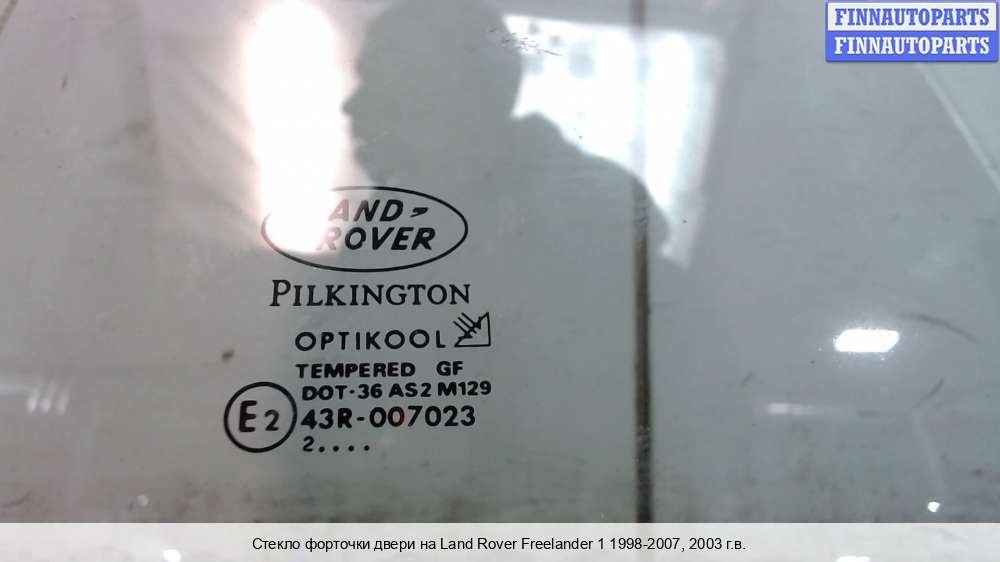 FINNAUTOPARTS
FINNAUTOPARTS
LAND
ROVER
PILKINGTON
OPTIKOOL
TEMPERED GF
DOT·36 AS2 M129
E2 43R-007023
2....
Стекло форточки двери на Land Rover Freelander 1 1998-2007, 2003 г.в.